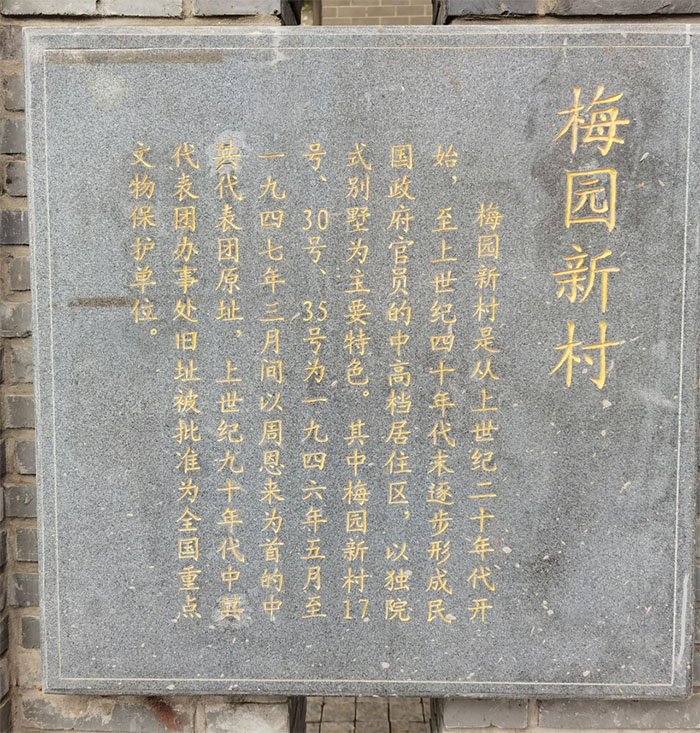 梅园新村
梅园新村是从上世纪二十年代开
始，至上世纪四十年代末逐步形成民
国政府官员的中高档居住区，以独院
式别墅为主要特色。其中梅园新村17
号、30号、35号为一九四六年五月至
一九四七年三月间以周恩来为首的中
共代表团原址，上世纪九十年代中共
代表团办事处旧址被批准为全国重点
文物保护单位。